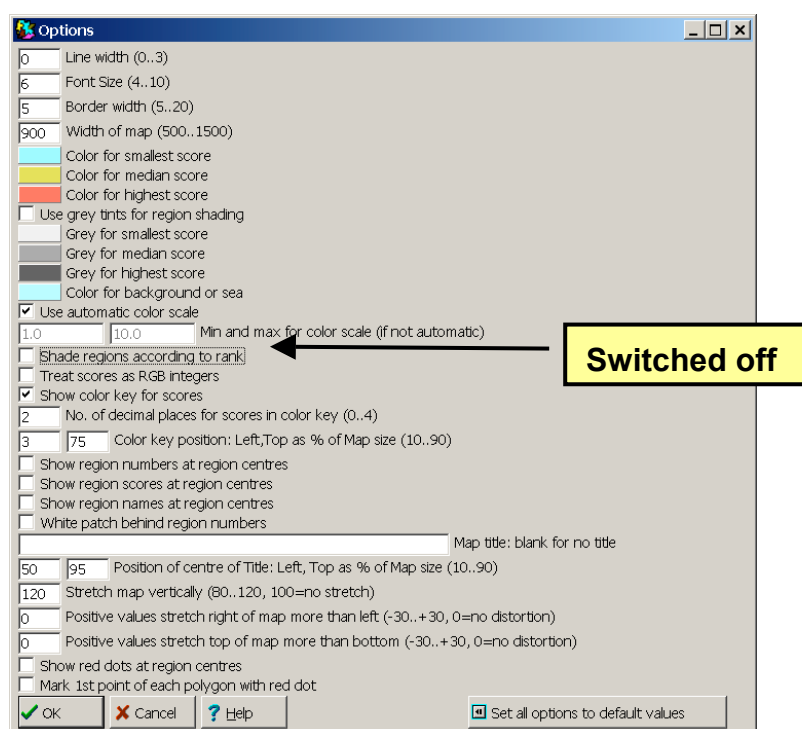 Options
0 Line width (0..3)
6 Font Size (4..10)
5 Border width (5..20)
900 Width of map (500..1500)
Color for smallest score
Color for median score
Color for highest score
Use grey tints for region shading
Grey for smallest score
Grey for median score
Grey for highest score
Color for background or sea
Use automatic color scale
1.0 10.0 Min and max for color scale (if not automatic)
Shade regions according to rank
Switched off
Treat scores as RGB integers
Show color key for scores
2 No. of decimal places for scores in color key (0..4)
3 75 Color key position: Left,Top as % of Map size (10..90)
Show region numbers at region centres
Show region scores at region centres
Show region names at region centres
White patch behind region numbers
Map title: blank for no title
50 95 Position of centre of Title: Left, Top as % of Map size (10..90)
120 Stretch map vertically (80..120, 100=no stretch)
0 Positive values stretch right of map more than left (-30..+30, 0=no distortion)
0 Positive values stretch top of map more than bottom (-30..+30, 0=no distortion)
Show red dots at region centres
Mark 1st point of each polygon with red dot
OK Cancel Help Set all options to default values